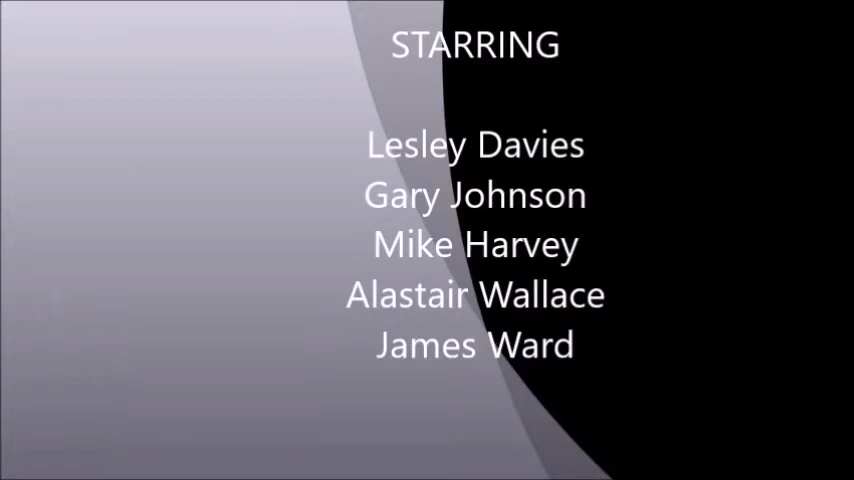 STARRING
Lesley Davies
Gary Johnson
Mike Harvey
Alastair Wallace
James Ward